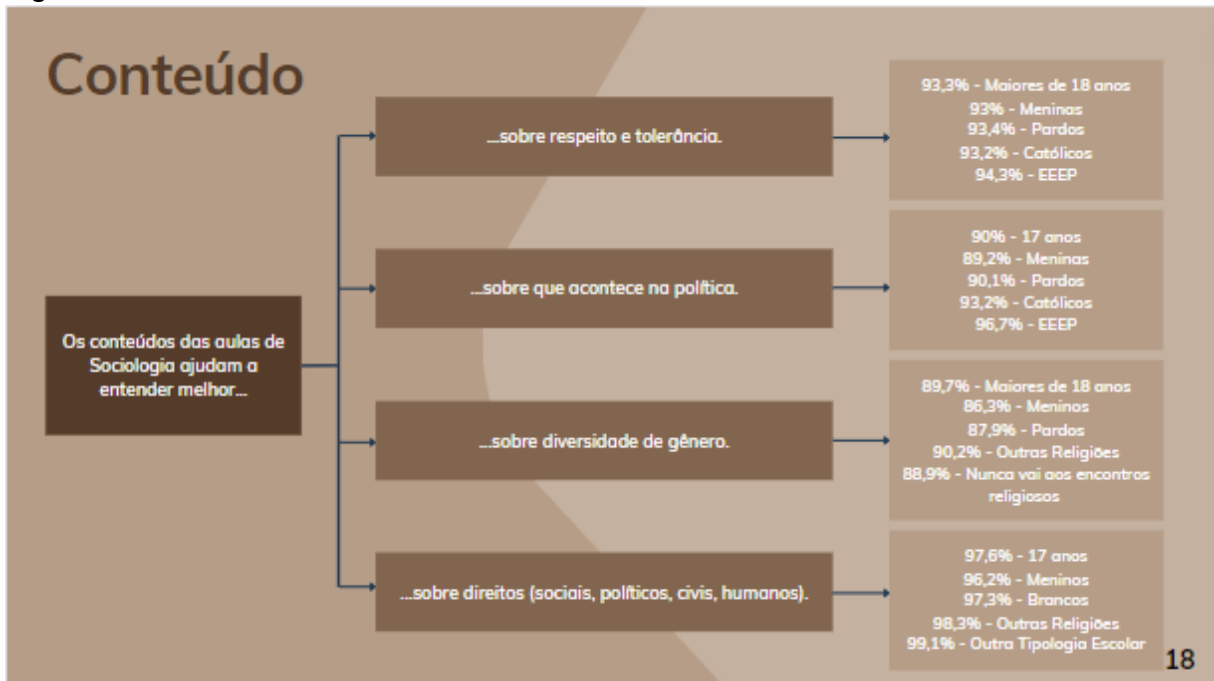 Conteúdo
Os conteúdos das aulas de
Sociologia ajudam a
entender melhor...
...sobre respeito e tolerância.
93,3% - Maiores de 18 anos
93% - Meninas
93,4% - Pardos
93,2% - Católicos
94,3% - EEEP
...sobre que acontece na política.
90% - 17 anos
89,2% - Meninas
90,1% - Pardos
93,2% - Católicos
96,7% - EEEP
...sobre diversidade de gênero.
89,7% - Maiores de 18 anos
86,3% - Meninos
87,9% - Pardos
90,2% - Outras Religiões
88,9% - Nunca vai aos encontros
religiosos
...sobre direitos (sociais, políticos, civis, humanos).
97,6% - 17 anos
96,2% - Meninos
97,3% - Brancos
98,3% - Outras Religiões
99,1% - Outra Tipologia Escolar
18